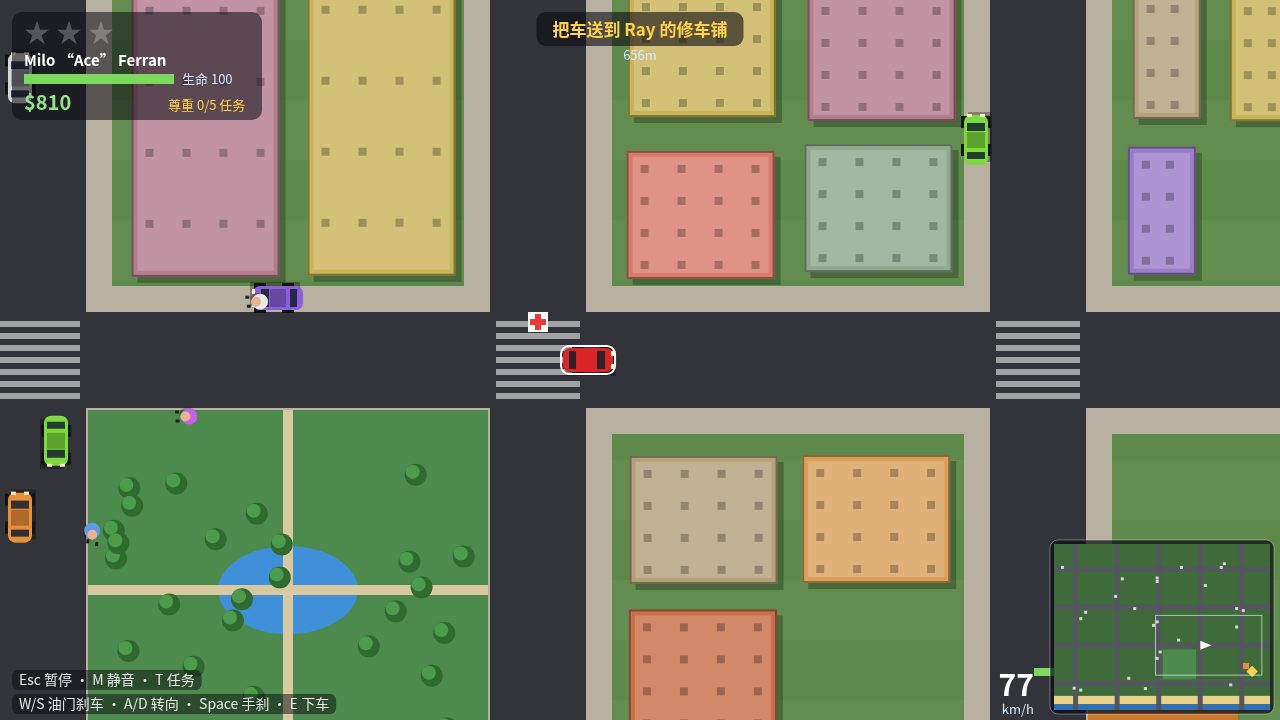 把车送到 Ray 的修车铺
656m
Milo “Ace” Ferran
生命 100
$810
尊重 0/5 任务
Esc 暂停 · M 静音 · T 任务
W/S 油门刹车 · A/D 转向 · Space 手刹 · E 下车
77
km/h